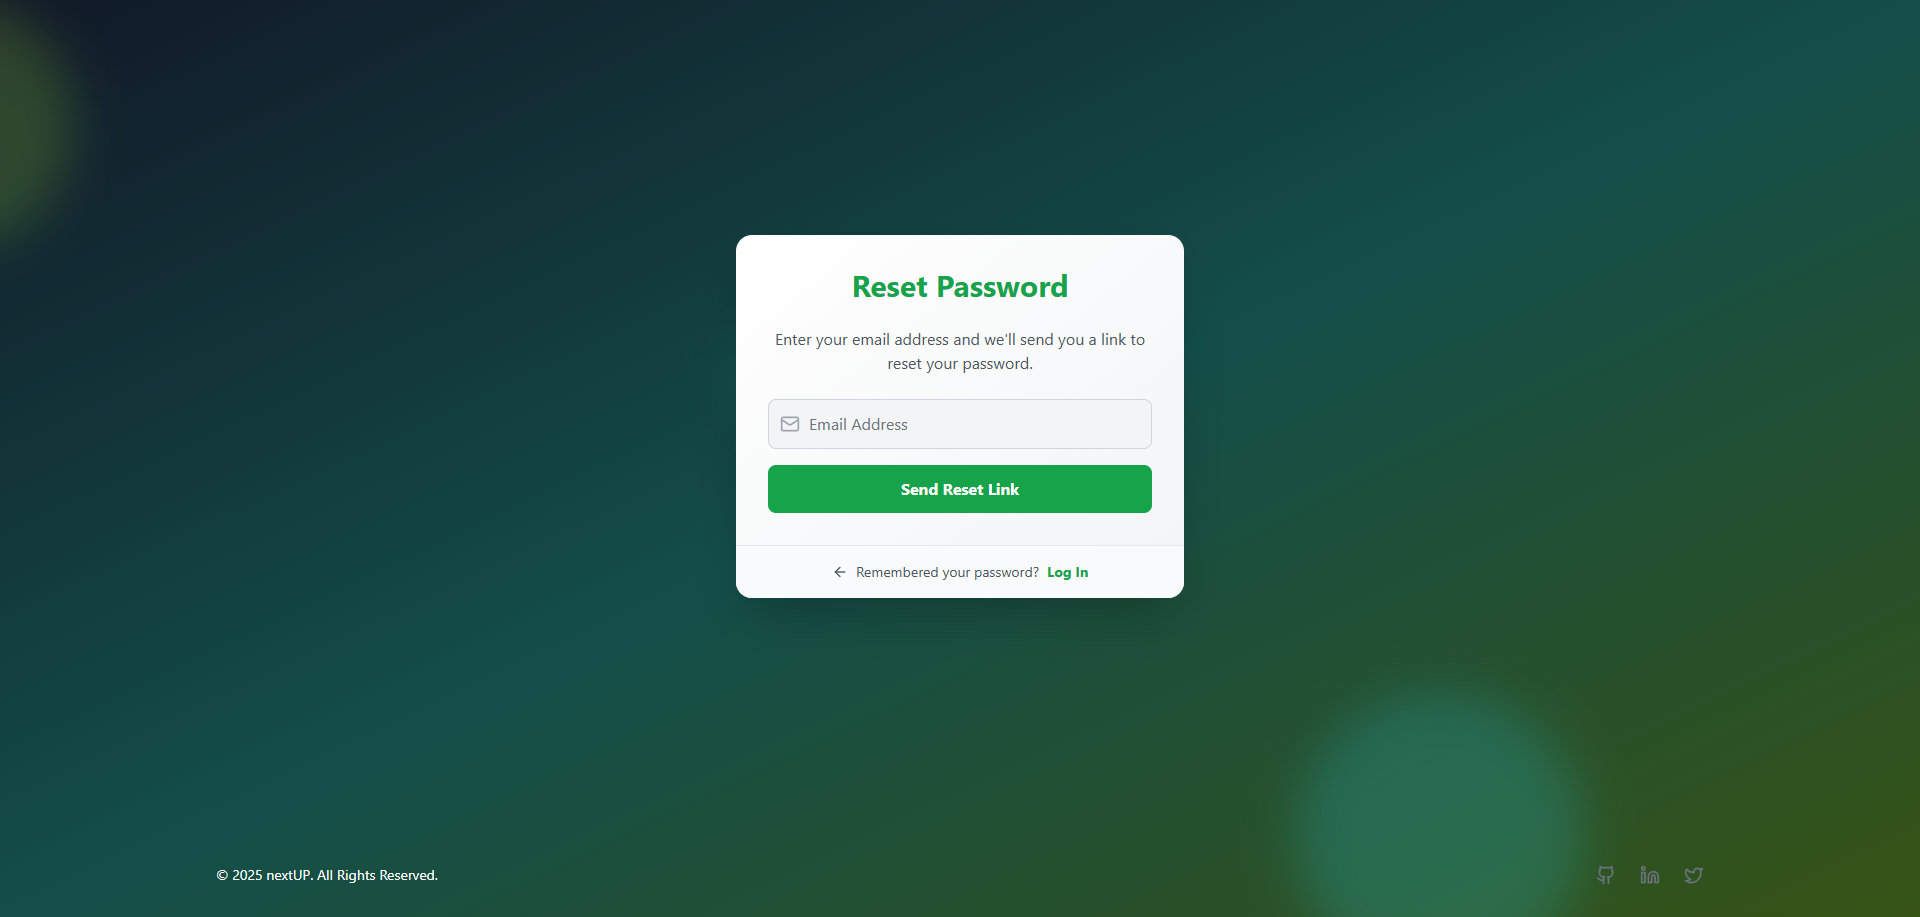 Reset Password
Enter your email address and we'll send you a link to
reset your password.
Email Address
Send Reset Link
Remembered your password? Log In
© 2025 nextUP. All Rights Reserved.